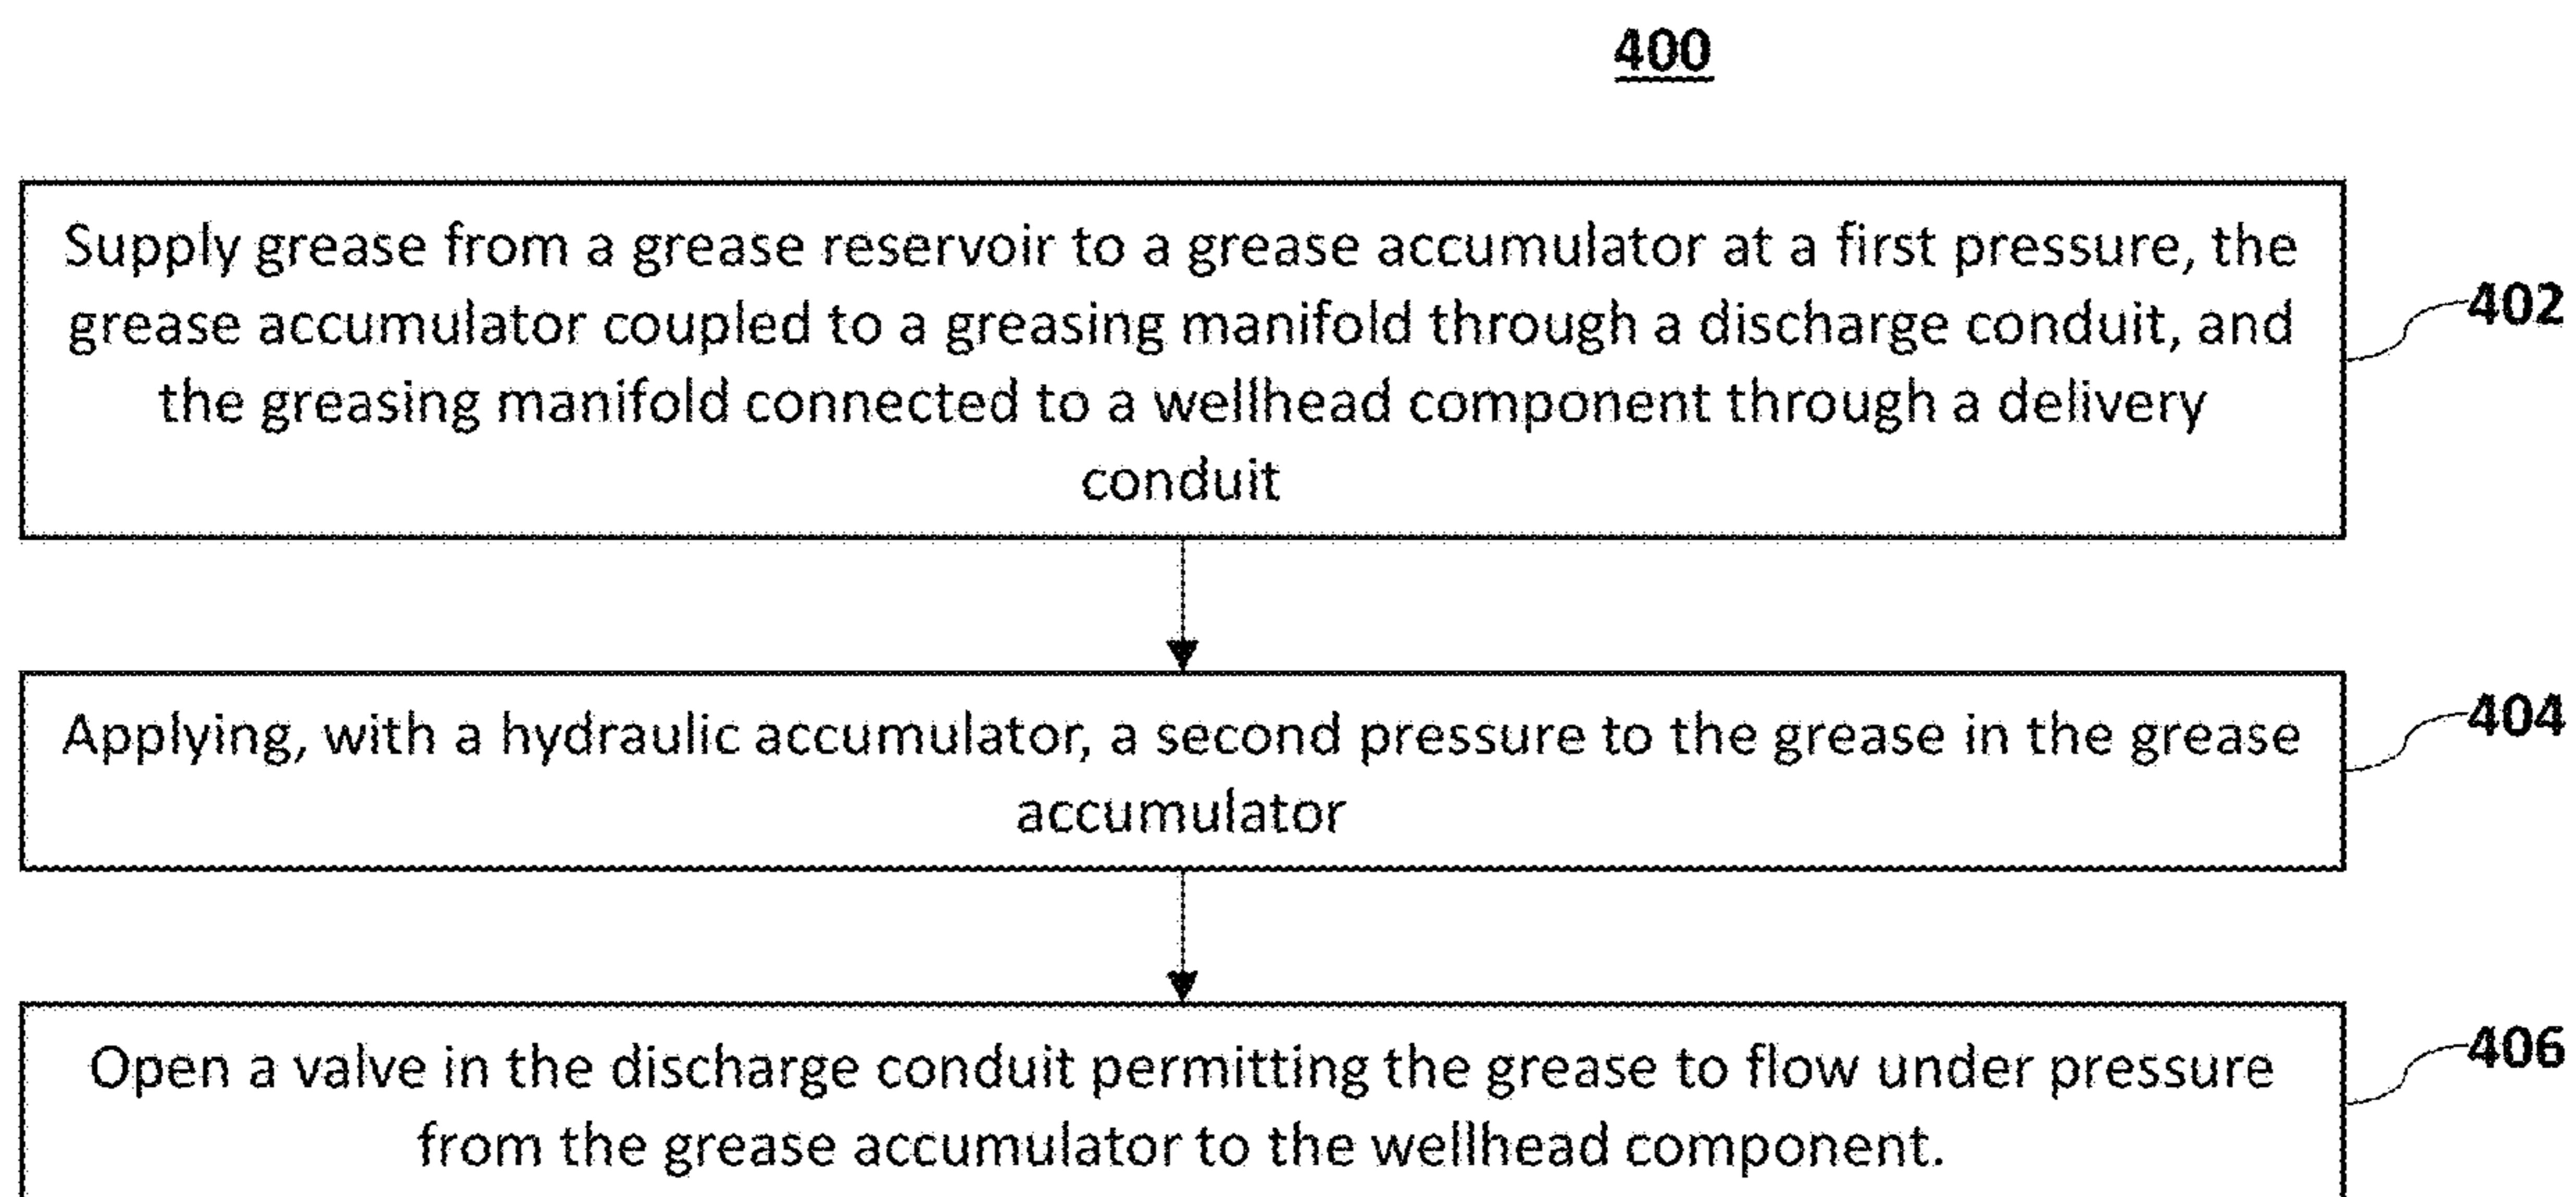 400
Supply grease from a grease reservoir to a grease accumulator at a first pressure, the
grease accumulator coupled to a greasing manifold through a discharge conduit, and
the greasing manifold connected to a wellhead component through a delivery
conduit
402
Applying, with a hydraulic accumulator, a second pressure to the grease in the grease
accumulator
404
Open a valve in the discharge conduit permitting the grease to flow under pressure
from the grease accumulator to the wellhead component.
406